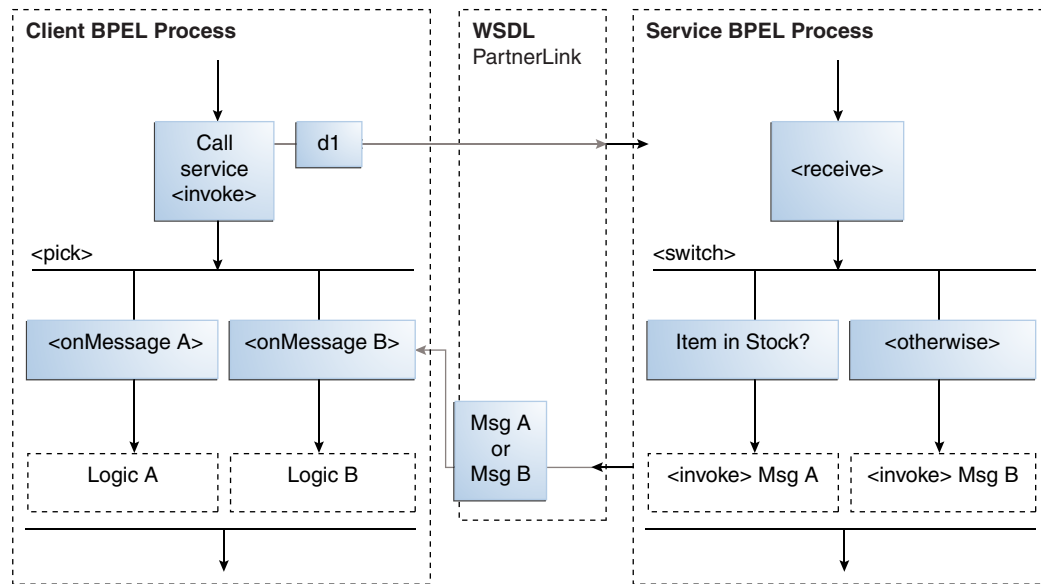 Client BPEL Process
WSDL
PartnerLink
Service BPEL Process
Call
service
<invoke>
d1
<receive>
<pick>
<switch>
<onMessage A>
<onMessage B>
Item in Stock?
<otherwise>
Msg A
or
Msg B
Logic A
Logic B
<invoke> Msg A
<invoke> Msg B